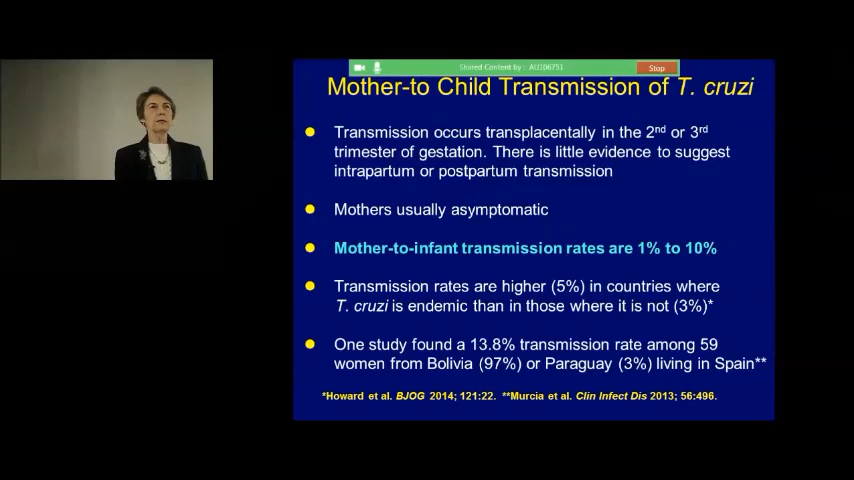 Shared Content by: AU106751
Stop
Mother-to Child Transmission of T. cruzi
Transmission occurs transplacentally in the 2nd or 3rd
trimester of gestation. There is little evidence to suggest
intrapartum or postpartum transmission
Mothers usually asymptomatic
Mother-to-infant transmission rates are 1% to 10%
Transmission rates are higher (5%) in countries where
T. cruzi is endemic than in those where it is not (3%)*
One study found a 13.8% transmission rate among 59
women from Bolivia (97%) or Paraguay (3%) living in Spain**
*Howard et al. BJOG 2014; 121:22. **Murcia et al. Clin Infect Dis 2013; 56:496.